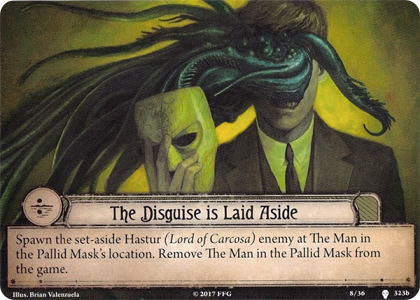 The Disguise is Laid Aside
Spawn the set-aside Hastur (Lord of Carcosa) enemy at The Man in
the Pallid Mask's location. Remove The Man in the Pallid Mask from
the game.
Illus. Brian Valenzuela
© 2017 FFG
8/36
323b